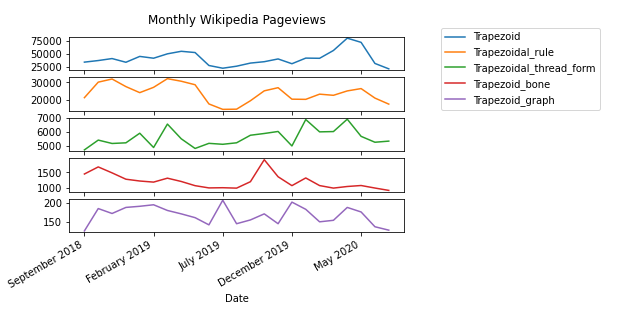 Monthly Wikipedia Pageviews
75000
50000
25000
30000
20000
7000
6000
5000
1500
1000
200
150
September 2018
February 2019
July 2019
December 2019
May 2020
Date
Trapezoid
Trapezoidal_rule
Trapezoidal_thread_form
Trapezoid_bone
Trapezoid_graph